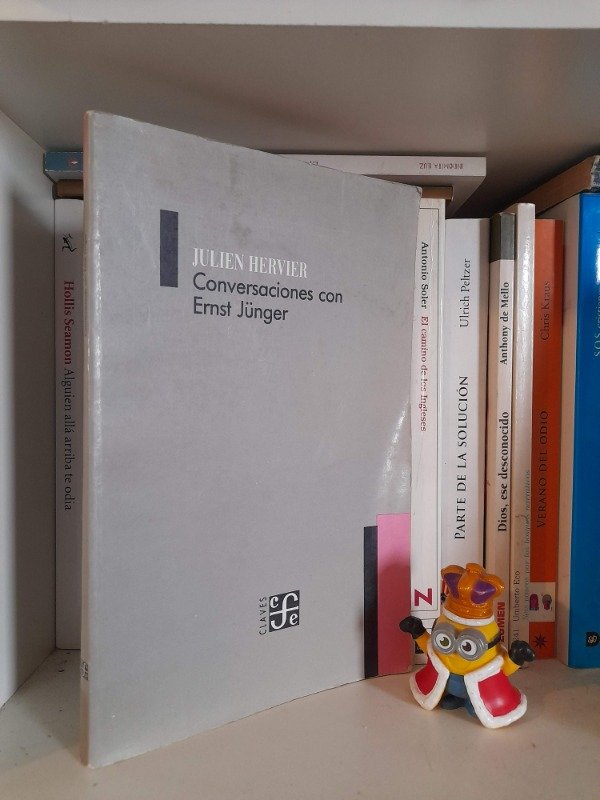 JULIEN HERVIER
Conversaciones con
Ernst Jünger
CLAVES
cfe
Hollis Seamon Alguien allá arriba te odia
Antonio Soler El camino de los Ingleses
Z
Ulrich Peltzer
PARTE DE LA SOLUCIÓN
Anthony de Mello
Dios, ese desconocido
Umberto Eco
Chris Kraus
VERANO DEL ODIO
SOS